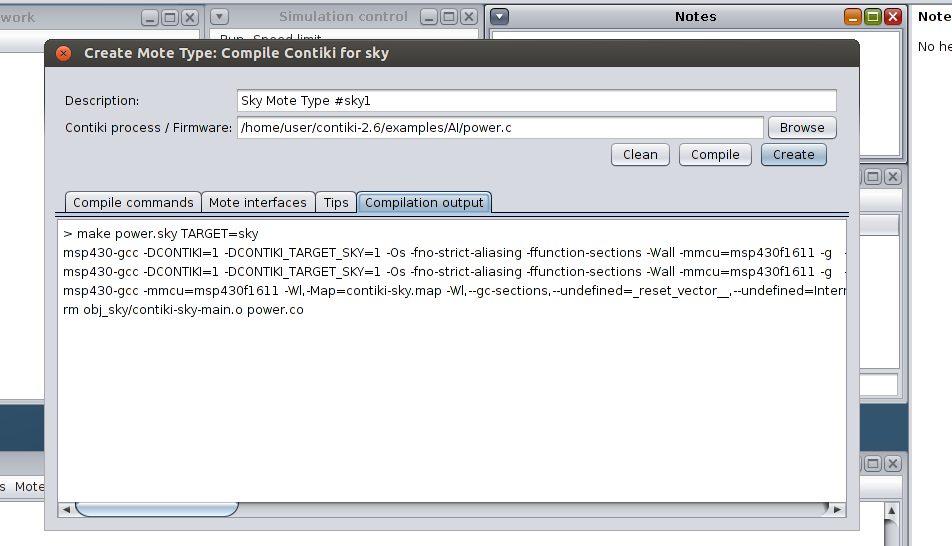 work
Simulation control
Notes
Note
Run Speed limit
No he
Create Mote Type: Compile Contiki for sky
Description:
Sky Mote Type #sky1
Contiki process / Firmware:
/home/user/contiki-2.6/examples/AI/power.c
Browse
Clean
Compile
Create
Compile commands
Mote interfaces
Tips
Compilation output
> make power.sky TARGET=sky
msp430-gcc -DCONTIKI=1 -DCONTIKI_TARGET_SKY=1 -Os -fno-strict-aliasing -ffunction-sections -Wall -mmcu=msp430f1611 -g -
msp430-gcc -DCONTIKI=1 -DCONTIKI_TARGET_SKY=1 -Os -fno-strict-aliasing -ffunction-sections -Wall -mmcu=msp430f1611 -g -
msp430-gcc -mmcu=msp430f1611 -Wl,-Map=contiki-sky.map -Wl,--gc-sections,--undefined=_reset_vector__,--undefined=Interr
rm obj_sky/contiki-sky-main.o power.co
s Mote